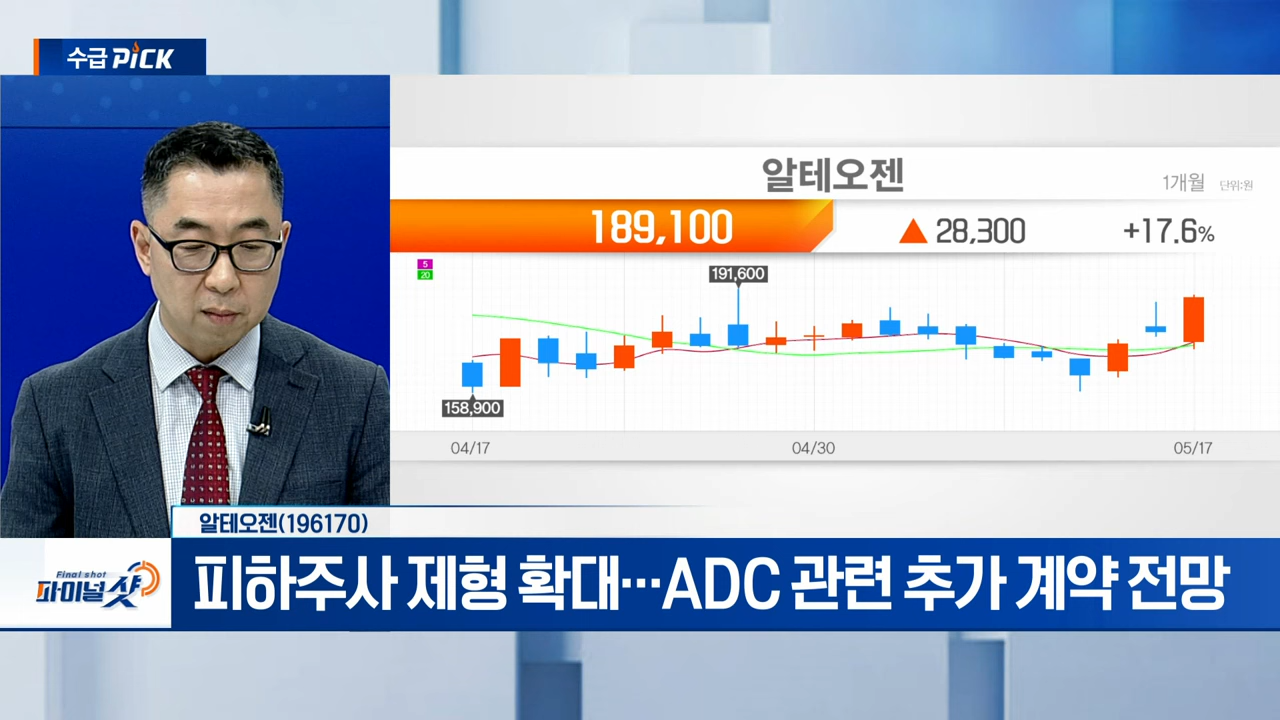 수급 PiCK
알테오젠
1개월 단위:원
189,100 ▲ 28,300 +17.6%
5
20
191,600
158,900
04/17 04/30 05/17
알테오젠(196170)
Final shot
파이널샷
피하주사 제형 확대…ADC 관련 추가 계약 전망